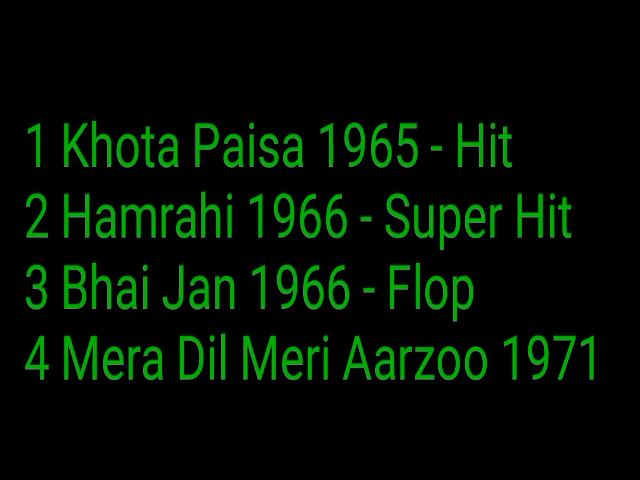 1 Khota Paisa 1965 - Hit
2 Hamrahi 1966 - Super Hit
3 Bhai Jan 1966 - Flop
4 Mera Dil Meri Aarzoo 1971